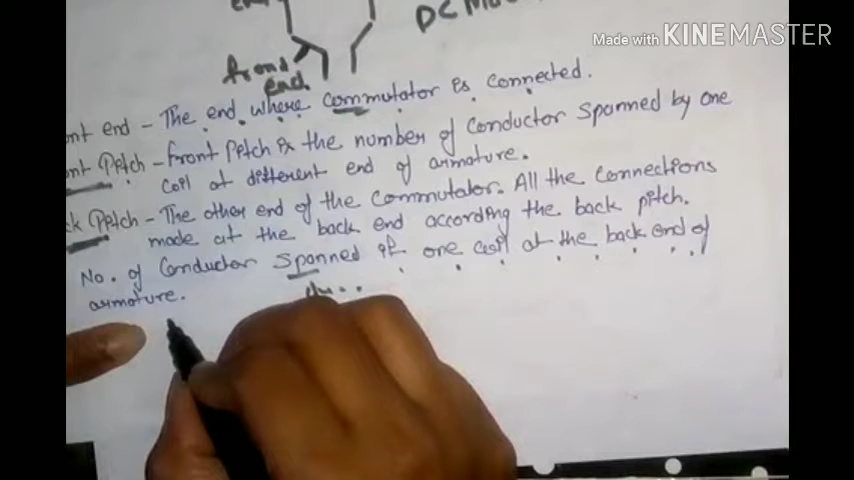 DC Mo
Made with KINEMASTER
frond
end.
nt end - The end where commutator is connected.
nt Pitch - Front Pitch is the number of Conductor Spanned by one
coil at different end of armature.
ck Pitch - The other end of the Commutator. All the Connections
made at the back end according the back pitch.
No. of Conductor Spanned if one coil at the back end of
armature.